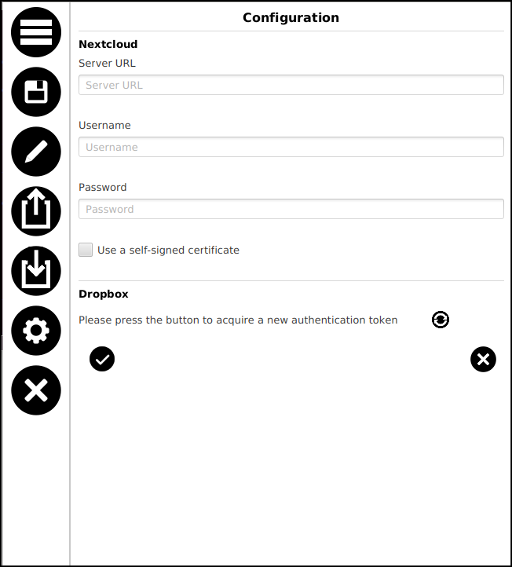 Configuration
Nextcloud
Server URL
Server URL
Username
Username
Password
Password
Use a self-signed certificate
Dropbox
Please press the button to acquire a new authentication token